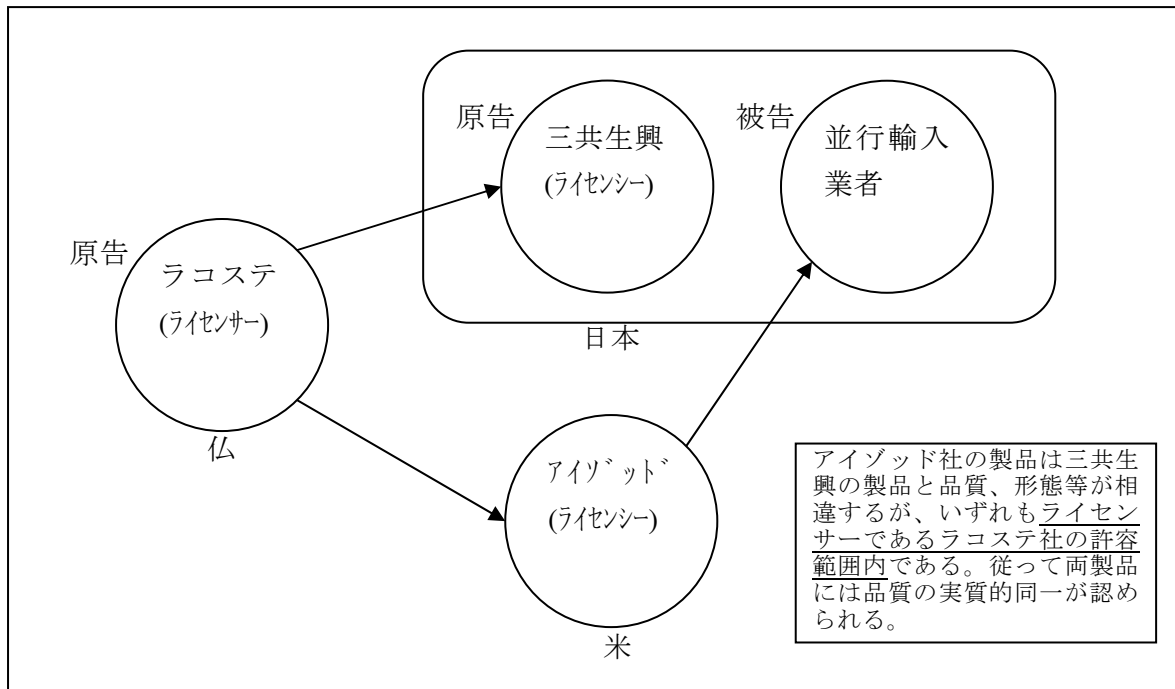 原告
三共生興
(ﾗｲｾﾝｼｰ)
被告
並行輸入
業者
日本
原告
ラコステ
(ﾗｲｾﾝｻｰ)
仏
ｱｲｿﾞｯﾄﾞ
(ﾗｲｾﾝｼｰ)
米
アイゾッド社の製品は三共生
興の製品と品質、形態等が相
違するが、いずれもライセン
サーであるラコステ社の許容
範囲内である。従って両製品
には品質の実質的同一が認め
られる。